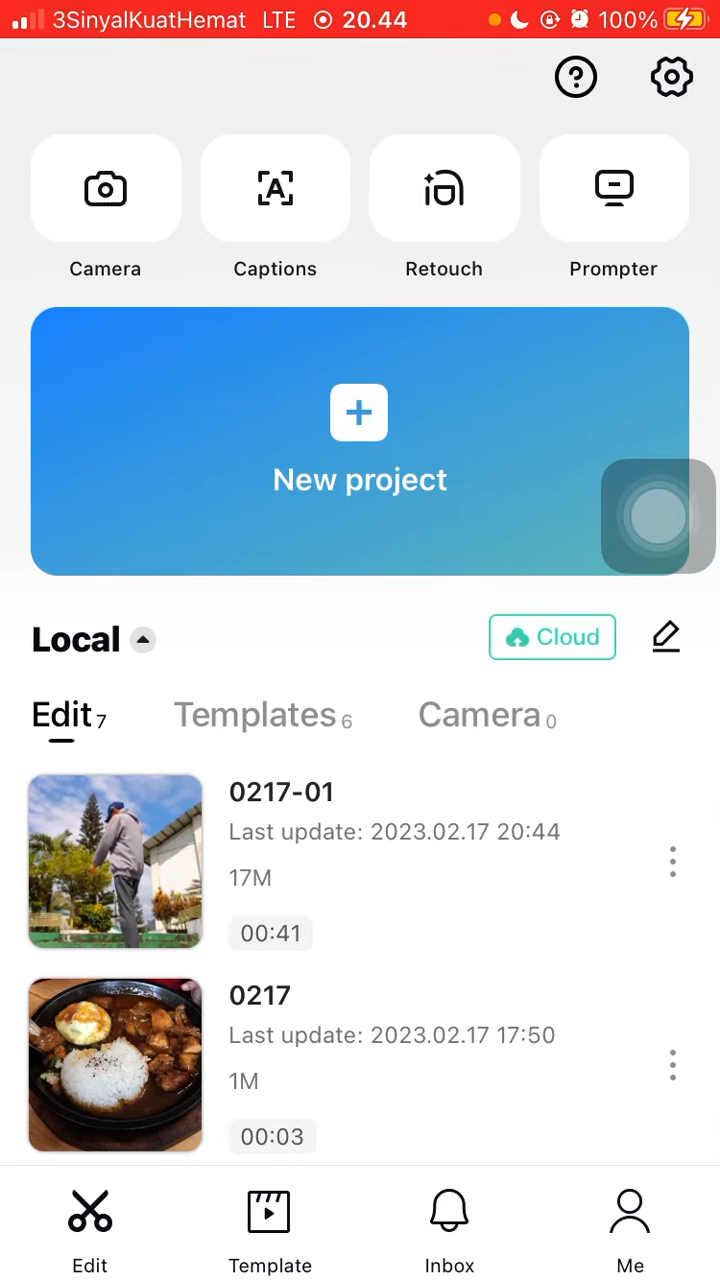 3SinyalKuatHemat LTE 20.44 100%
Camera Captions Retouch Prompter
New project
Local Cloud
Edit 7 Templates 6 Camera 0
0217-01
Last update: 2023.02.17 20:44
17M
00:41
0217
Last update: 2023.02.17 17:50
1M
00:03
Edit Template Inbox Me